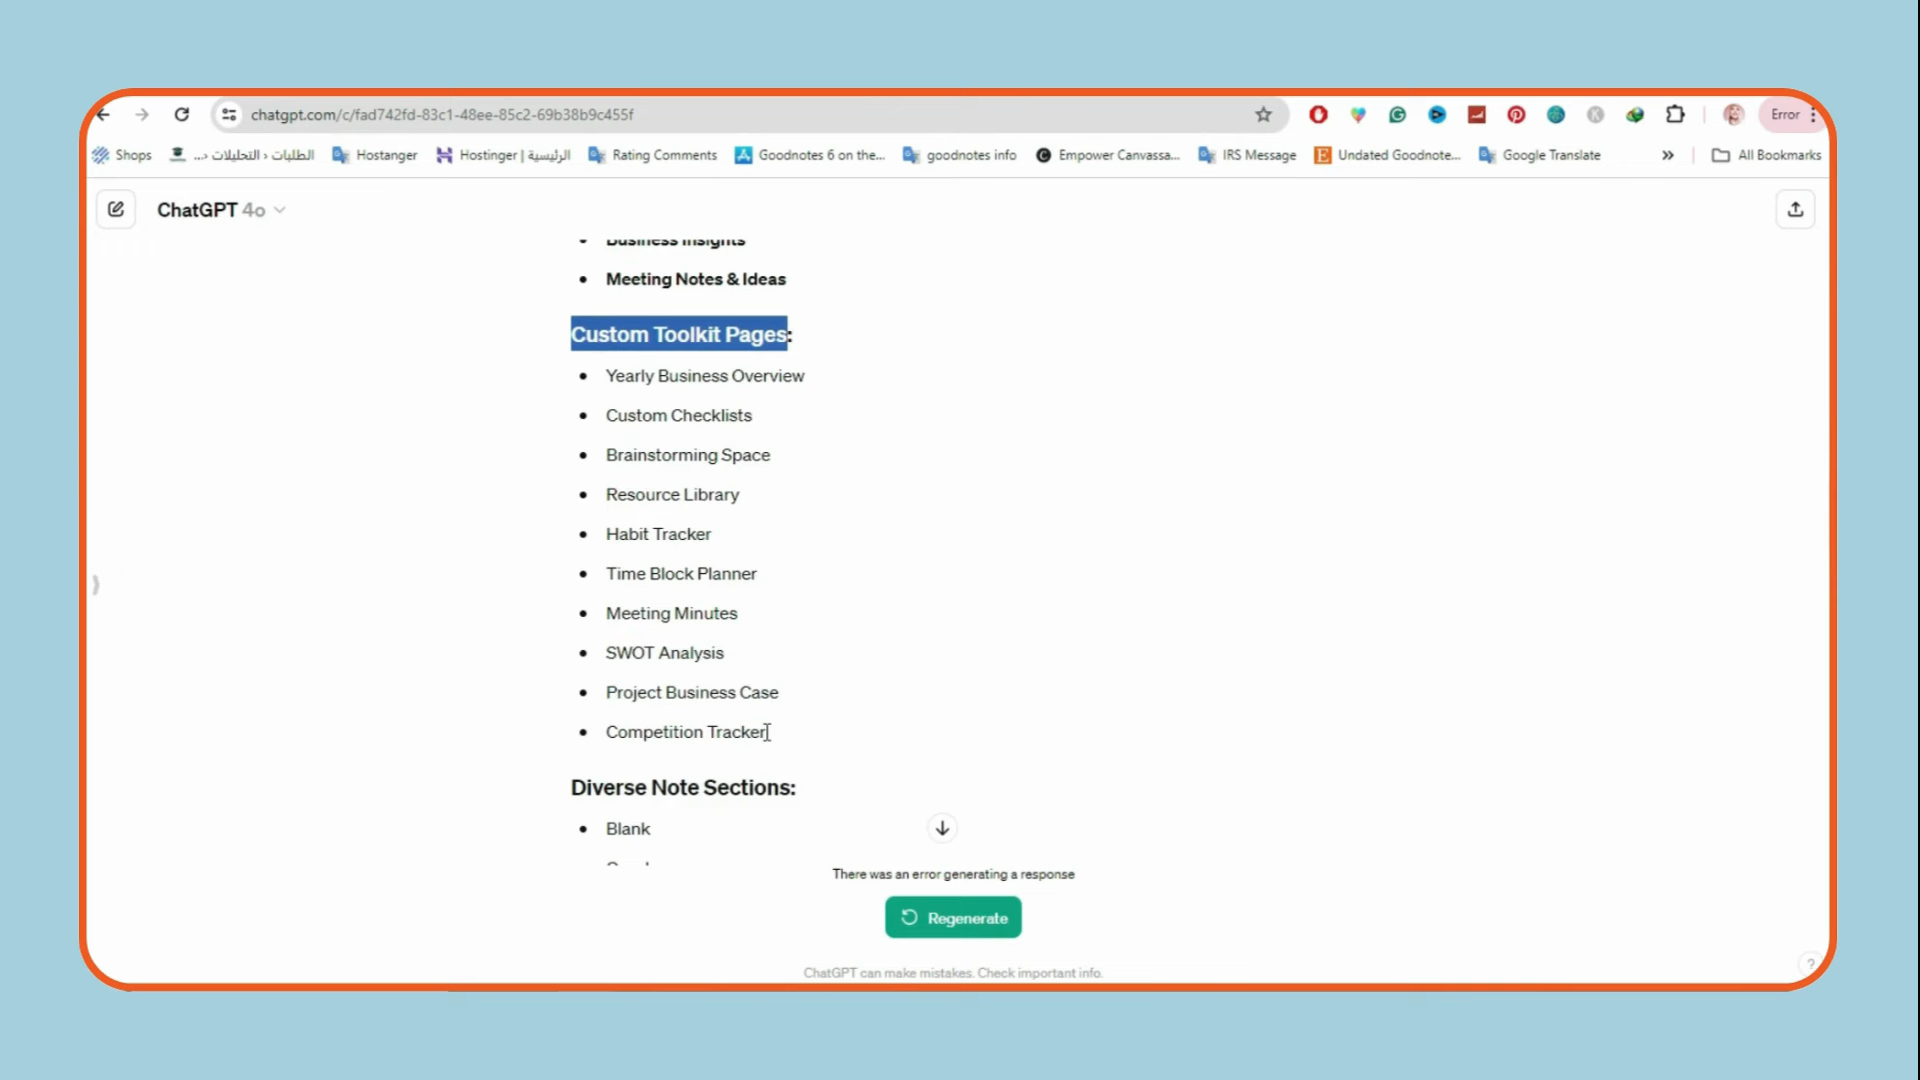 chatgpt.com/c/fad742fd-83c1-48ee-85c2-69b38b9c455f
Error
Shops
الطلبات ‹ التحليلات د...
Hostanger
Hostinger | الرئيسية
Rating Comments
Goodnotes 6 on the...
goodnotes info
Empower Canvassa...
IRS Message
Undated Goodnote...
Google Translate
All Bookmarks
ChatGPT 4o
Business Insights
Meeting Notes & Ideas
Custom Toolkit Pages:
Yearly Business Overview
Custom Checklists
Brainstorming Space
Resource Library
Habit Tracker
Time Block Planner
Meeting Minutes
SWOT Analysis
Project Business Case
Competition Tracker
Diverse Note Sections:
Blank
There was an error generating a response
Regenerate
ChatGPT can make mistakes. Check important info.
?